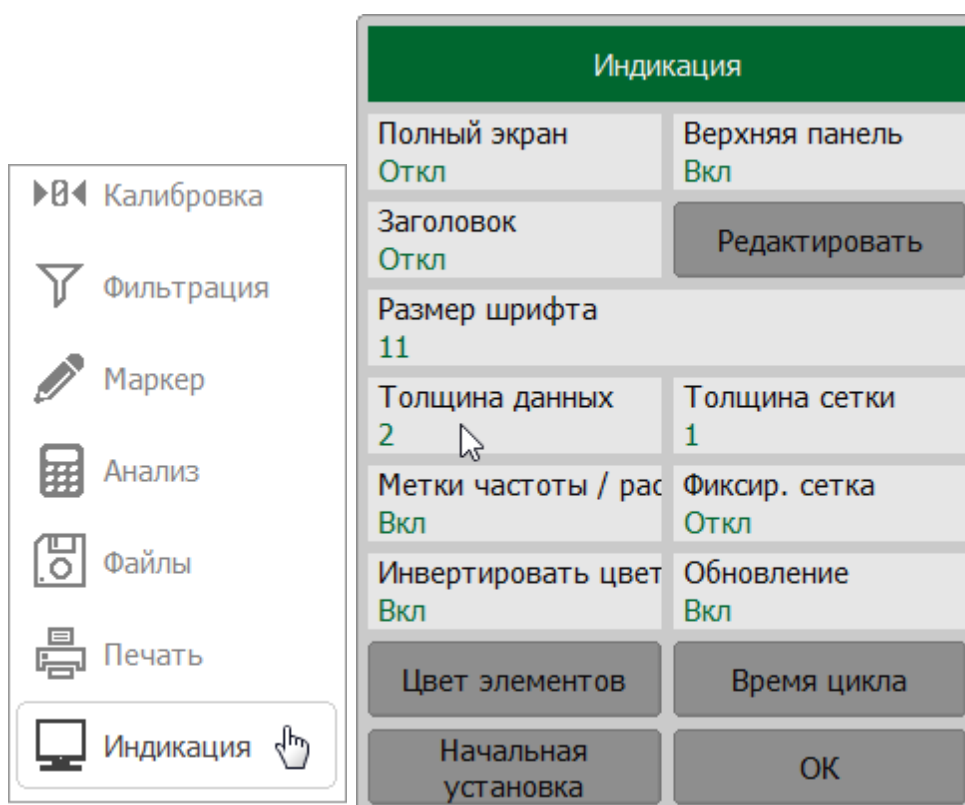 Калибровка
Фильтрация
Маркер
Анализ
Файлы
Печать
Индикация
Индикация
Полный экран
Откл
Верхняя панель
Вкл
Заголовок
Откл
Редактировать
Размер шрифта
11
Толщина данных
2
Толщина сетки
1
Метки частоты / рас
Вкл
Фиксир. сетка
Откл
Инвертировать цвет
Вкл
Обновление
Вкл
Цвет элементов
Время цикла
Начальная
установка
ОК